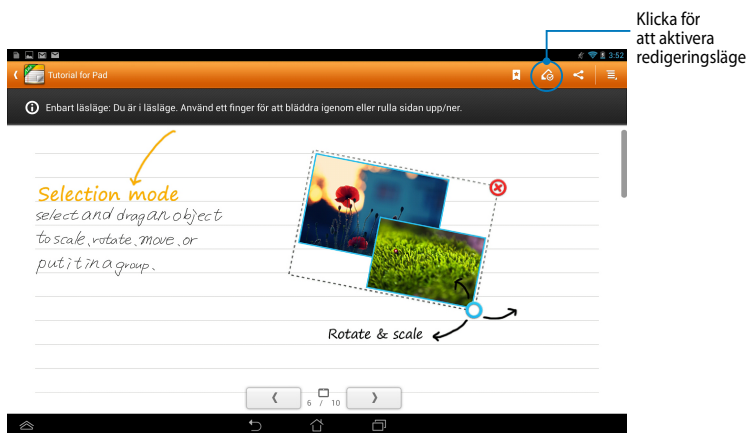 Klicka för
att aktivera
redigeringsläge
3:52
Tutorial for Pad
Enbart läsläge: Du är i läsläge. Använd ett finger för att bläddra igenom eller rulla sidan upp/ner.
Selection mode
select and drag an object
to scale, rotate, move, or
put it in a group.
Rotate & scale
6 / 10